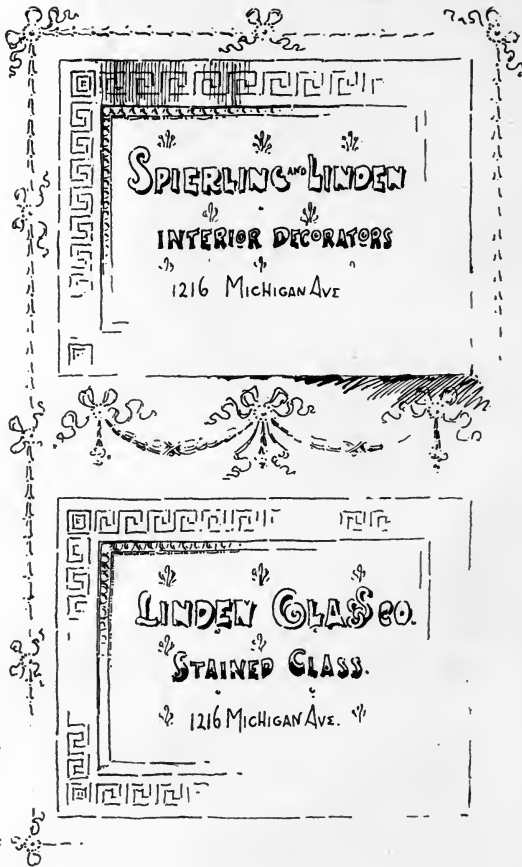 SPIERLING AND LINDEN
INTERIOR DECORATORS
1216 MICHIGAN AVE
LINDEN GLASS CO.
STAINED GLASS.
1216 MICHIGAN AVE.